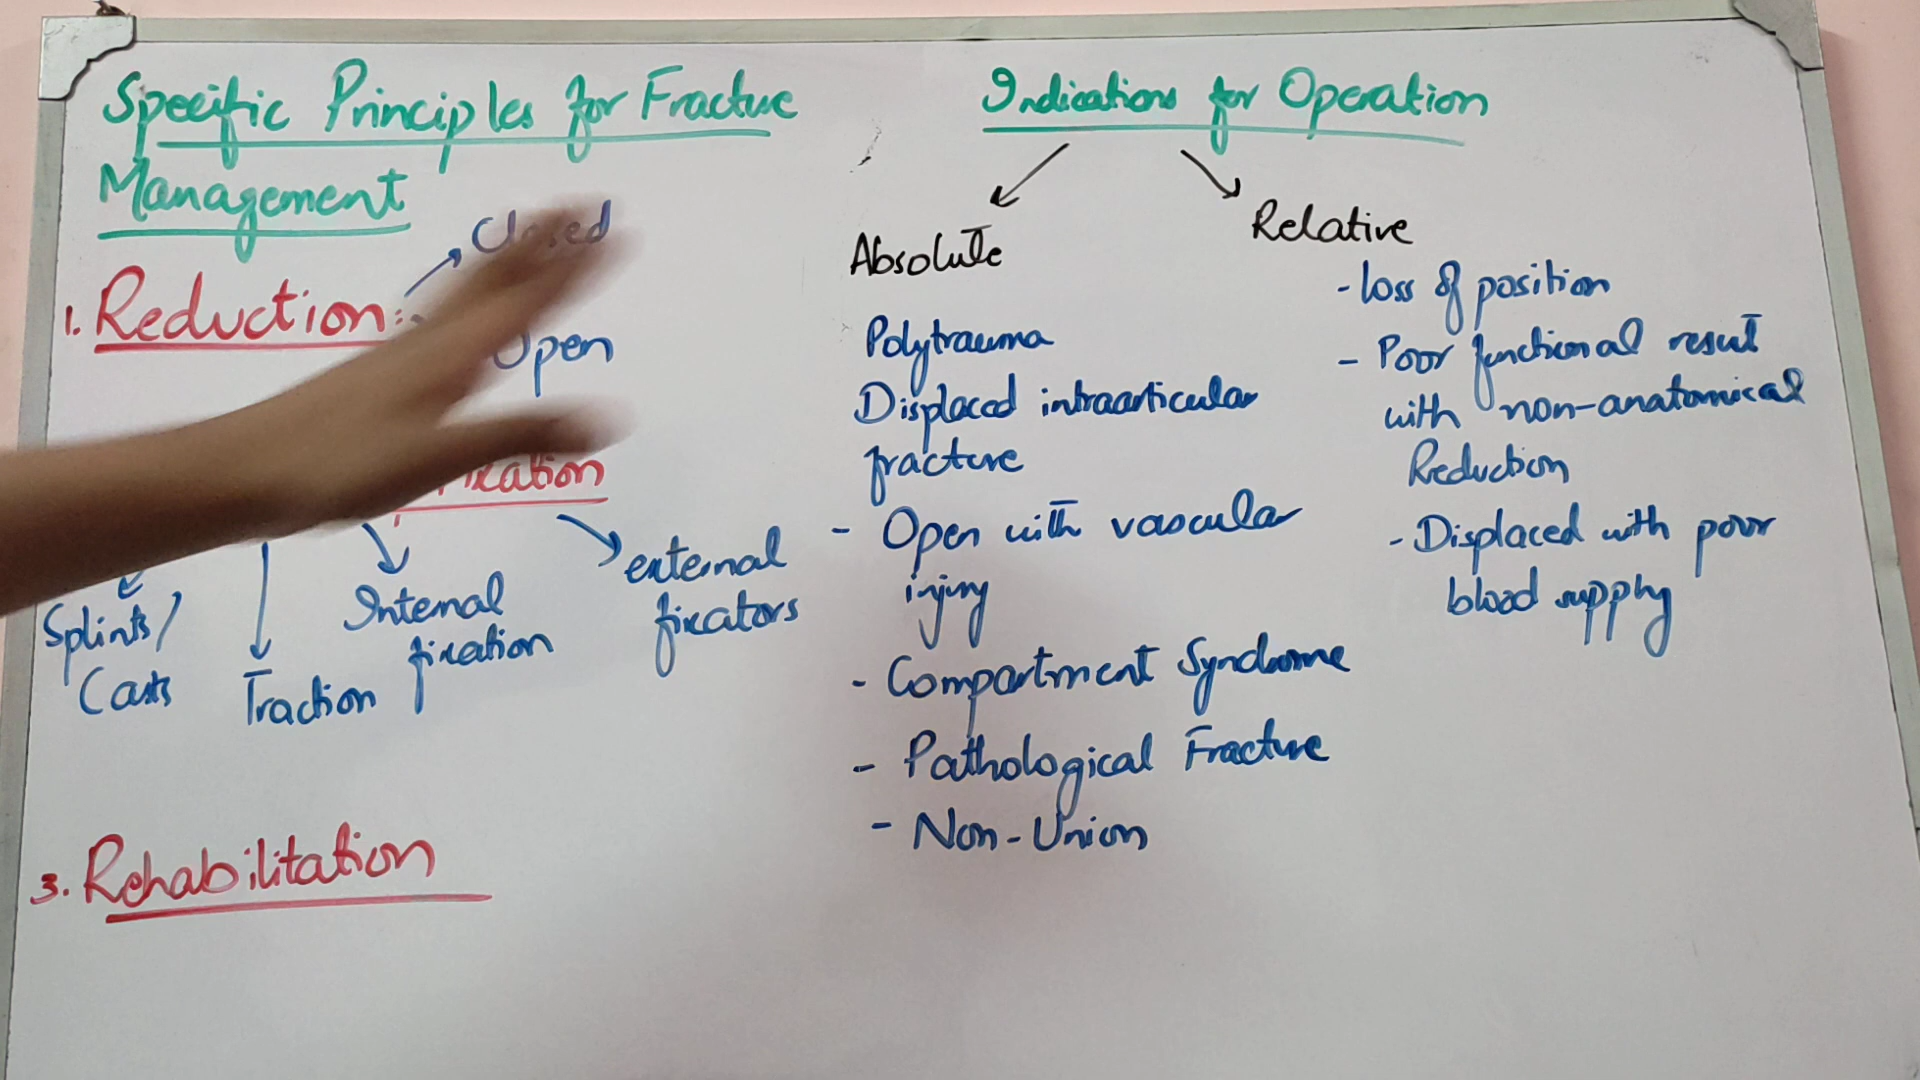 Specific Principles for Fracture
Management
1. Reduction:
Closed
Open
Splints/
Casts
Traction
Internal
fixation
external
fixators
3. Rehabilitation
Indications for Operation
Absolute
Polytrauma
Displaced intraarticular
fracture
- Open with vascular
injury
- Compartment Syndrome
- Pathological Fracture
- Non-Union
Relative
- loss of position
- Poor functional result
with non-anatomical
Reduction
- Displaced with poor
blood supply